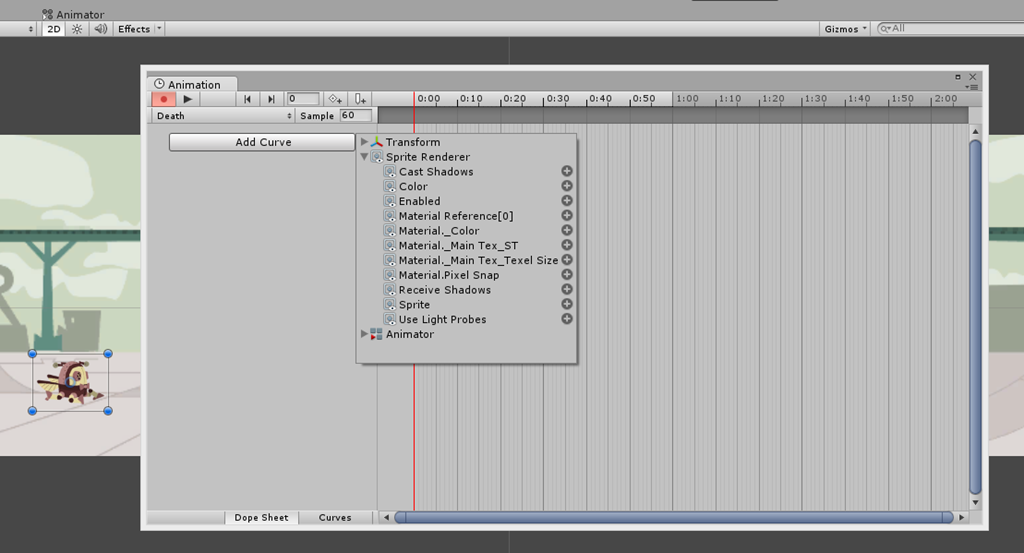 Animator
2D Effects Gizmos All
Animation
0 0:00 0:10 0:20 0:30 0:40 0:50 1:00 1:10 1:20 1:30 1:40 1:50 2:00
Death Sample 60
Add Curve
Transform
Sprite Renderer
Cast Shadows
Color
Enabled
Material Reference[0]
Material._Color
Material._Main Tex_ST
Material._Main Tex_Texel Size
Material.Pixel Snap
Receive Shadows
Sprite
Use Light Probes
Animator
Dope Sheet Curves